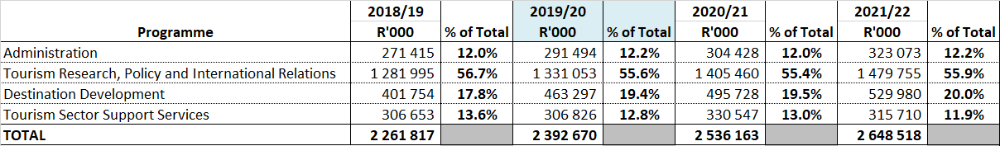 2018/19 2019/20 2020/21 2021/22
Programme R'000 % of Total R'000 % of Total R'000 % of Total R'000 % of Total
Administration 271 415 12.0% 291 494 12.2% 304 428 12.0% 323 073 12.2%
Tourism Research, Policy and International Relations 1 281 995 56.7% 1 331 053 55.6% 1 405 460 55.4% 1 479 755 55.9%
Destination Development 401 754 17.8% 463 297 19.4% 495 728 19.5% 529 980 20.0%
Tourism Sector Support Services 306 653 13.6% 306 826 12.8% 330 547 13.0% 315 710 11.9%
TOTAL 2 261 817 2 392 670 2 536 163 2 648 518